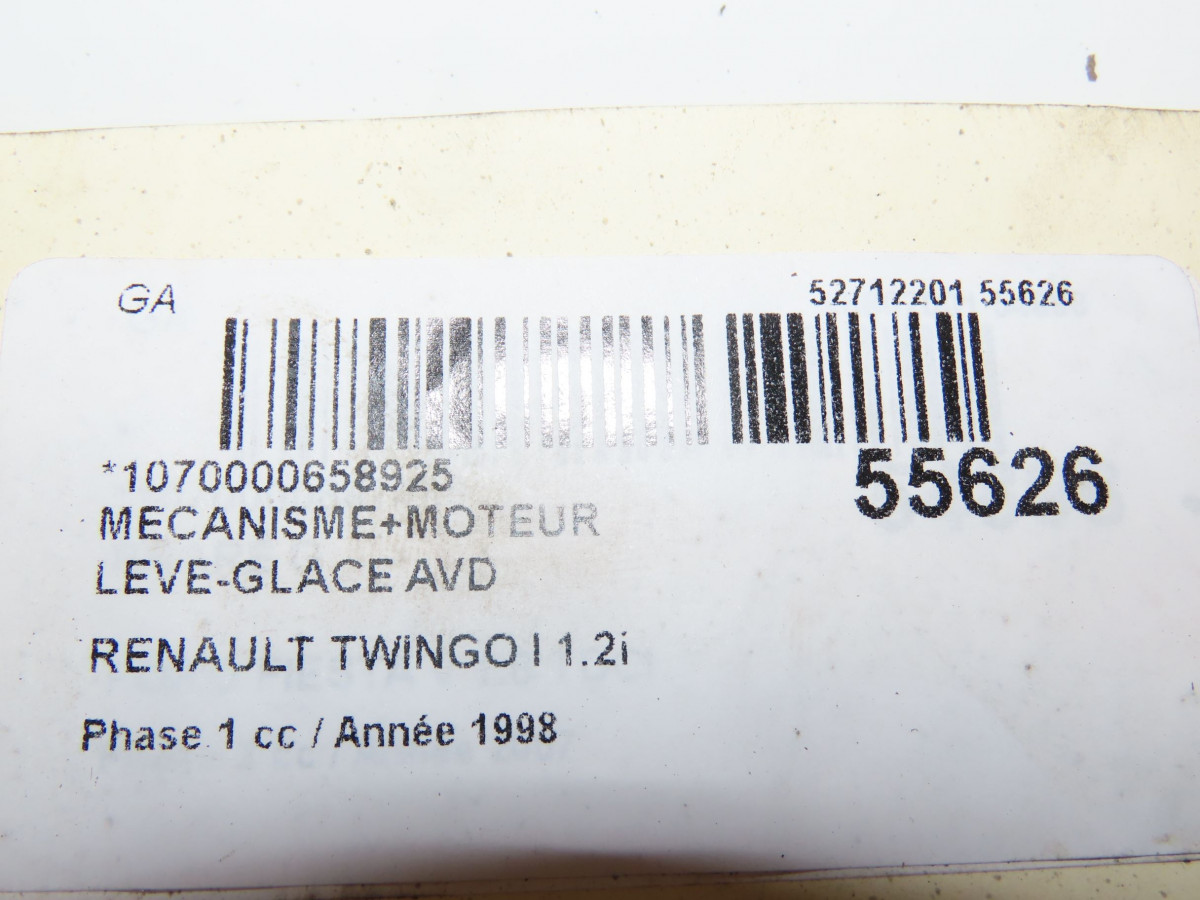 GA
52712201 55626
*1070000658925
55626
MECANISME+MOTEUR
LEVE-GLACE AVD
RENAULT TWINGO I 1.2i
Phase 1 cc / Année 1998